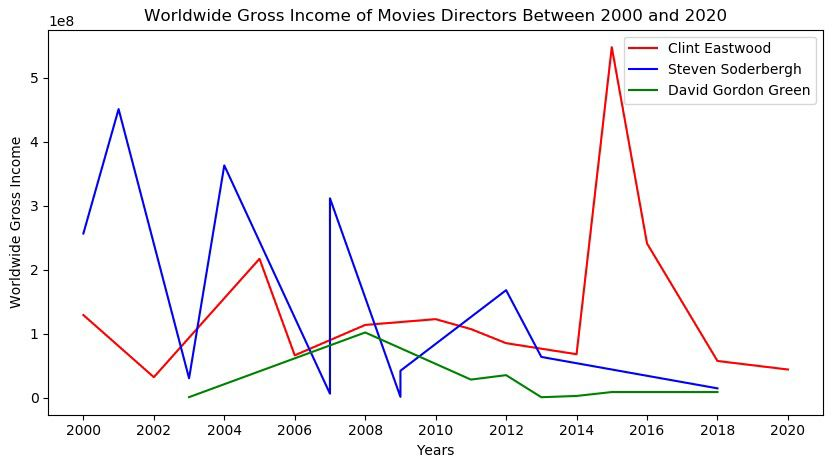 Worldwide Gross Income of Movies Directors Between 2000 and 2020
1e8
Clint Eastwood
Steven Soderbergh
David Gordon Green
5
4
3
2
1
0
Worldwide Gross Income
2000 2002 2004 2006 2008 2010 2012 2014 2016 2018 2020
Years